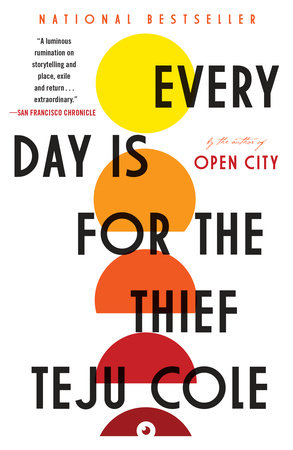 NATIONAL BESTSELLER
“A luminous
rumination on
storytelling and
place, exile
and return . . .
extraordinary.”
—SAN FRANCISCO CHRONICLE
EVERY
DAY IS
by the author of
OPEN CITY
FOR THE
THIEF
TEJU COLE